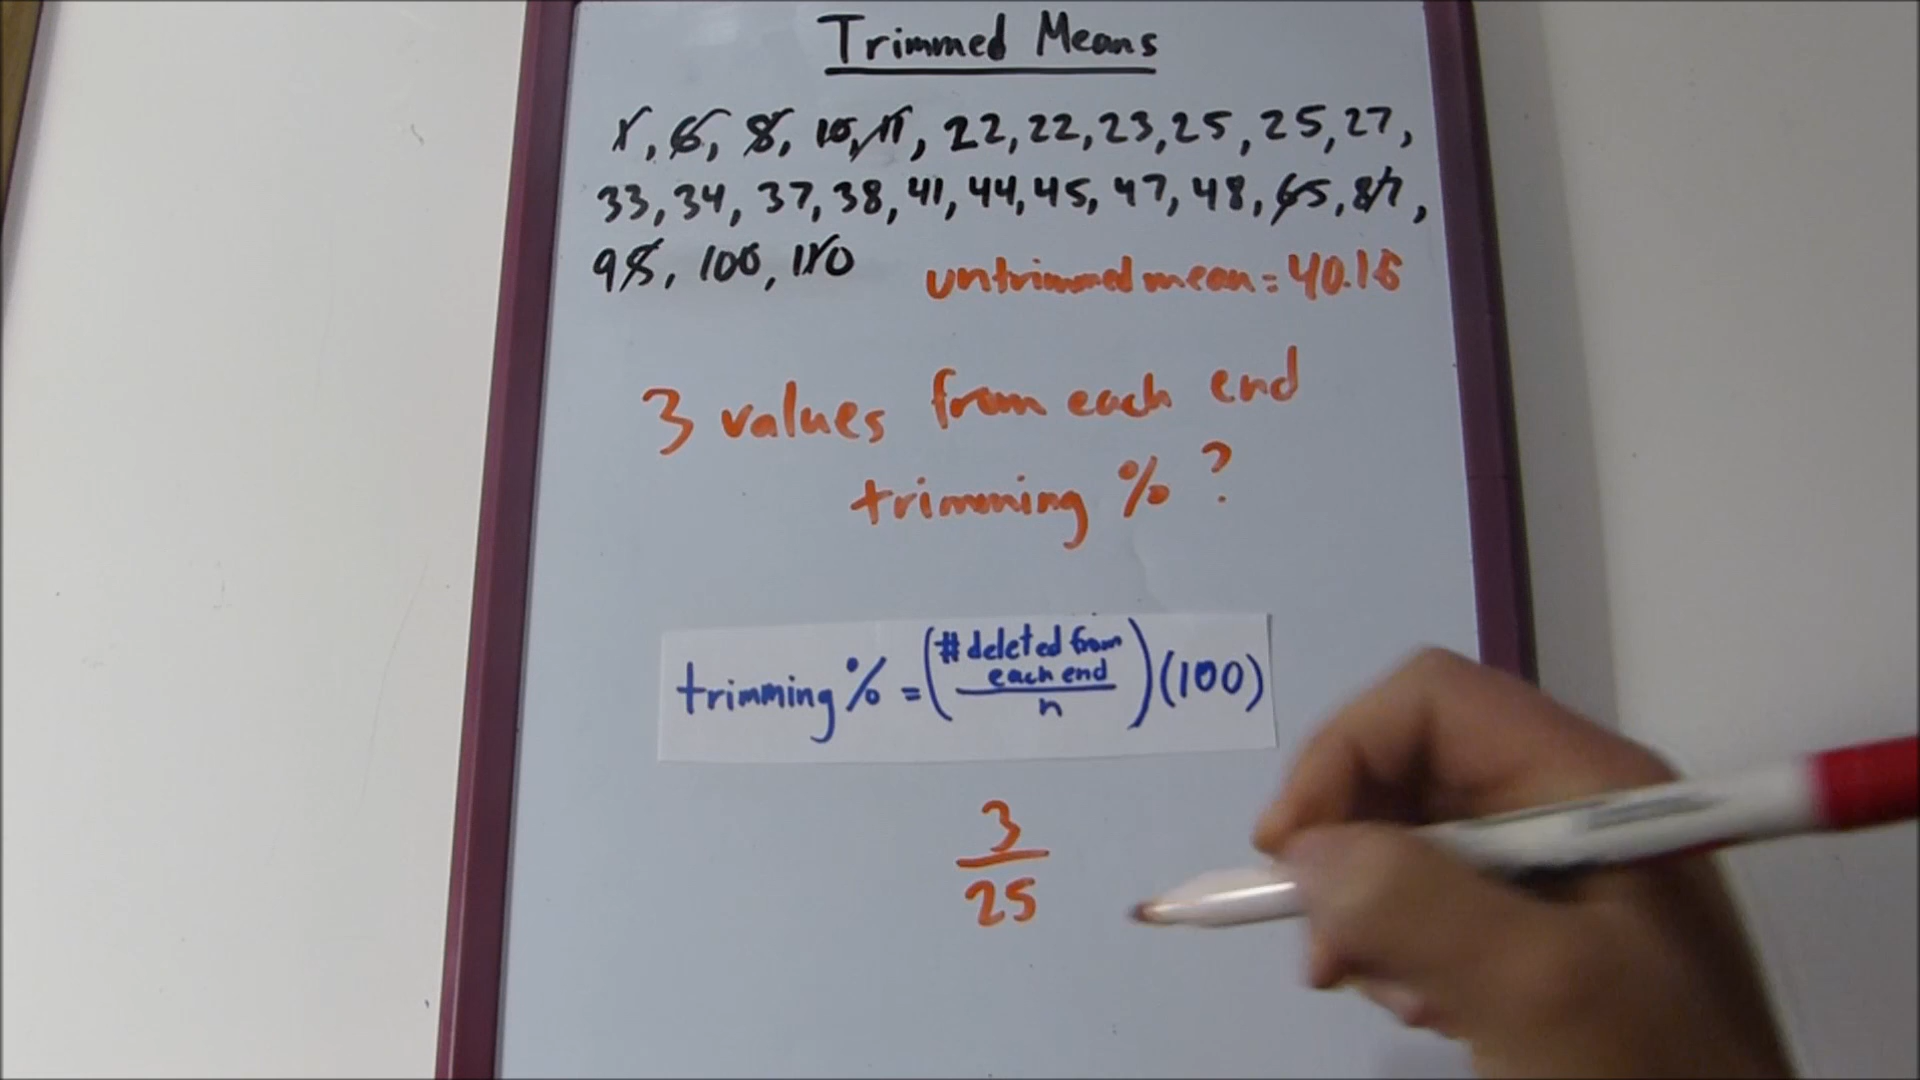 Trimmed Means
1, 6, 8, 10, 11, 22, 22, 23, 25, 25, 27,
33, 34, 37, 38, 41, 44, 45, 47, 48, 65, 87,
95, 100, 110 untrimmed mean = 40.16
3 values from each end
trimming % ?
trimming % = (# deleted from each end / n) (100)
3
25